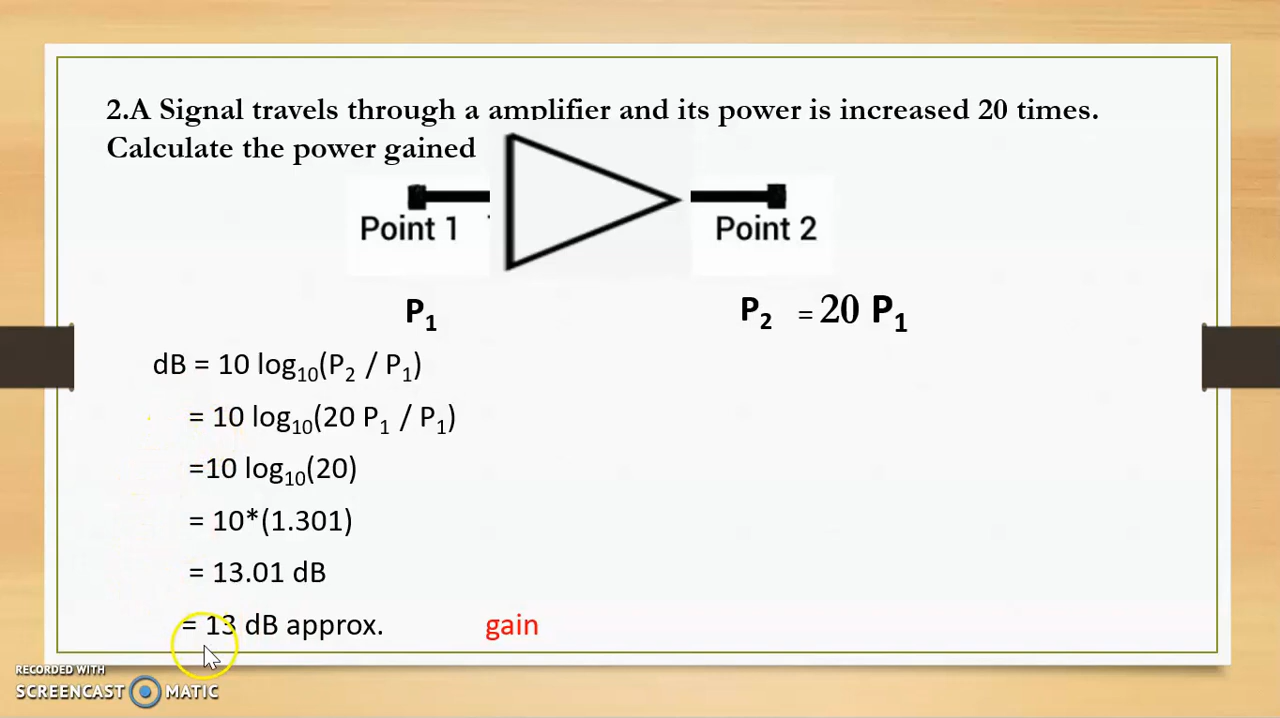 2.A Signal travels through a amplifier and its power is increased 20 times.
Calculate the power gained
Point 1 Point 2
P₁ P₂ = 20 P₁
dB = 10 log₁₀(P₂ / P₁)
= 10 log₁₀(20 P₁ / P₁)
=10 log₁₀(20)
= 10*(1.301)
= 13.01 dB
= 13 dB approx. gain
RECORDED WITH
SCREENCAST MATIC